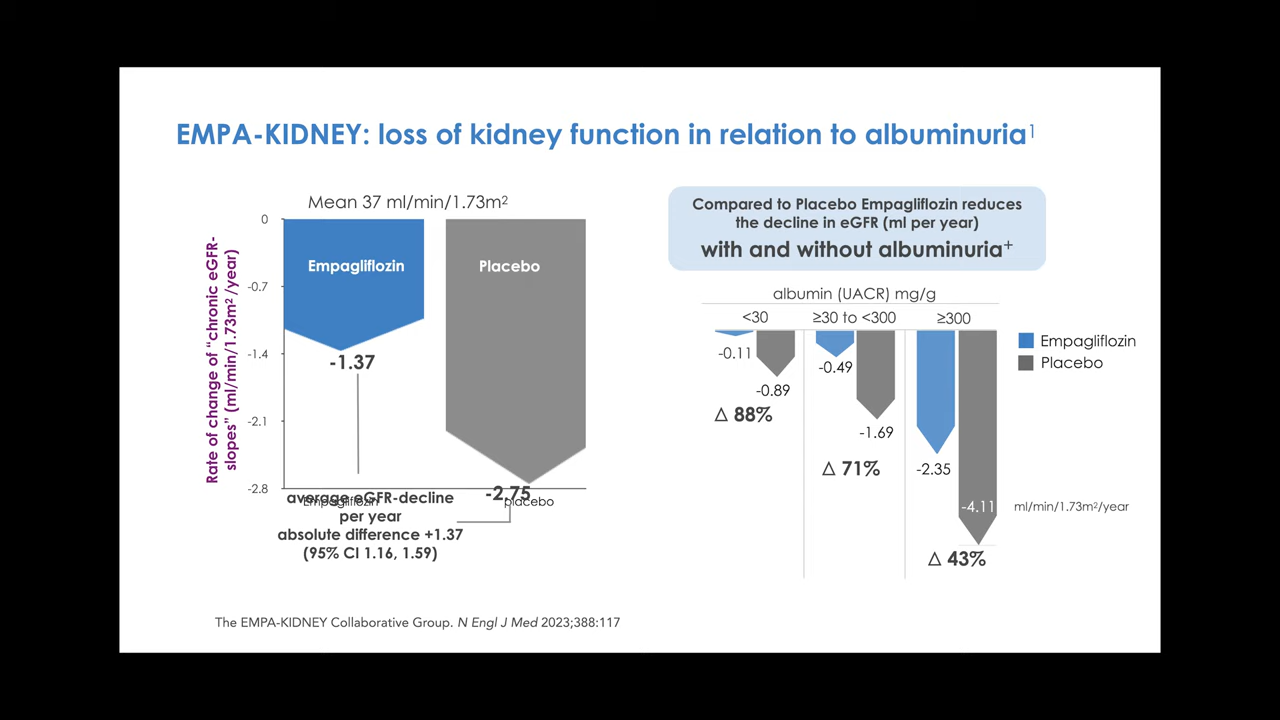 EMPA-KIDNEY: loss of kidney function in relation to albuminuria¹
Mean 37 ml/min/1.73m²
Rate of change of "chronic eGFR-
slopes" (ml/min/1.73m² /year)
0
-0.7
-1.4
-2.1
-2.8
Empagliflozin
Placebo
-1.37
-2.75
Empagliflozin
placebo
average eGFR-decline
per year
absolute difference +1.37
(95% CI 1.16, 1.59)
Compared to Placebo Empagliflozin reduces
the decline in eGFR (ml per year)
with and without albuminuria⁺
albumin (UACR) mg/g
<30
≥30 to <300
≥300
-0.11
-0.89
Δ 88%
-0.49
-1.69
Δ 71%
-2.35
-4.11
Δ 43%
Empagliflozin
Placebo
ml/min/1.73m²/year
The EMPA-KIDNEY Collaborative Group. N Engl J Med 2023;388:117